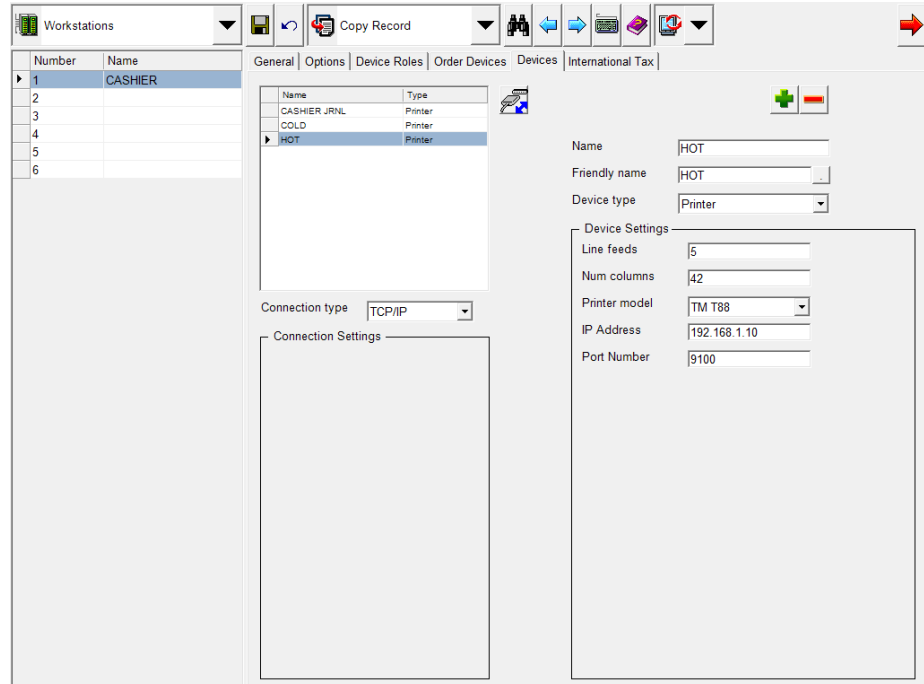 Workstations
Copy Record
Number Name
1 CASHIER
2
3
4
5
6
General Options Device Roles Order Devices Devices International Tax
Name Type
CASHIER JRNL Printer
COLD Printer
HOT Printer
Connection type TCP/IP
Connection Settings
Name HOT
Friendly name HOT .
Device type Printer
Device Settings
Line feeds 5
Num columns 42
Printer model TM T88
IP Address 192.168.1.10
Port Number 9100